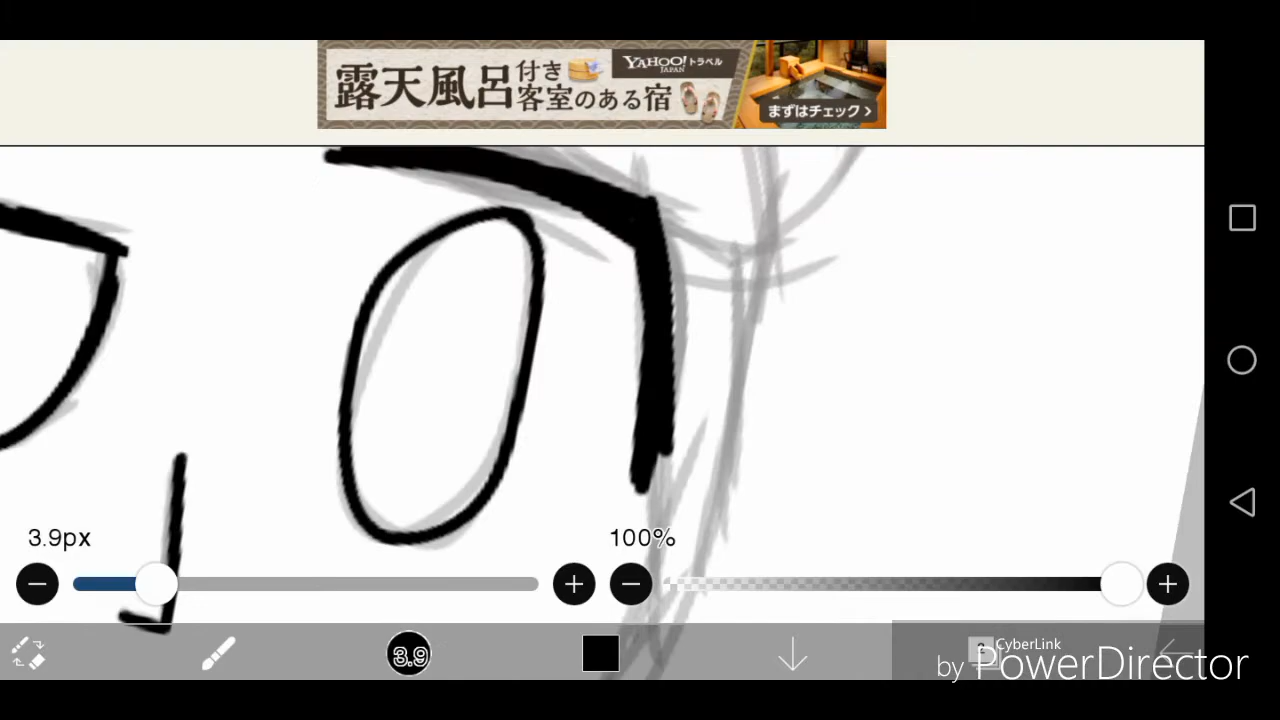 露天風呂付き
客室のある宿
YAHOO! トラベル
JAPAN
まずはチェック >
3.9px
100%
3.9
2
CyberLink
by PowerDirector